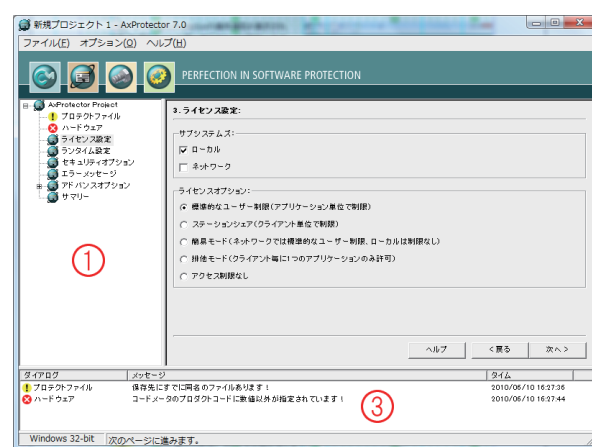 新規プロジェクト 1 - AxProtector 7.0
ファイル(F) オプション(O) ヘルプ(H)
PERFECTION IN SOFTWARE PROTECTION
AxProtector Project
プロテクトファイル
ハードウェア
ライセンス設定
ランタイム設定
セキュリティオプション
エラーメッセージ
アドバンスオプション
サマリー
①
3.ライセンス設定:
サブシステムズ:
ローカル
ネットワーク
ライセンスオプション:
標準的なユーザー制限(アプリケーション単位で制限)
ステーションシェア(クライアント単位で制限)
簡易モード(ネットワークでは標準的なユーザー制限、ローカルは制限なし)
排他モード(クライアント毎に1つのアプリケーションのみ許可)
アクセス制限なし
ヘルプ <戻る 次へ>
ダイアログ メッセージ タイム
プロテクトファイル 保存先にすでに同名のファイルあります! 2010/06/10 16:27:36
ハードウェア コードメータのプロダクトコードに数値以外が指定されています! 2010/06/10 16:27:44
③
Windows 32-bit 次のページに進みます。